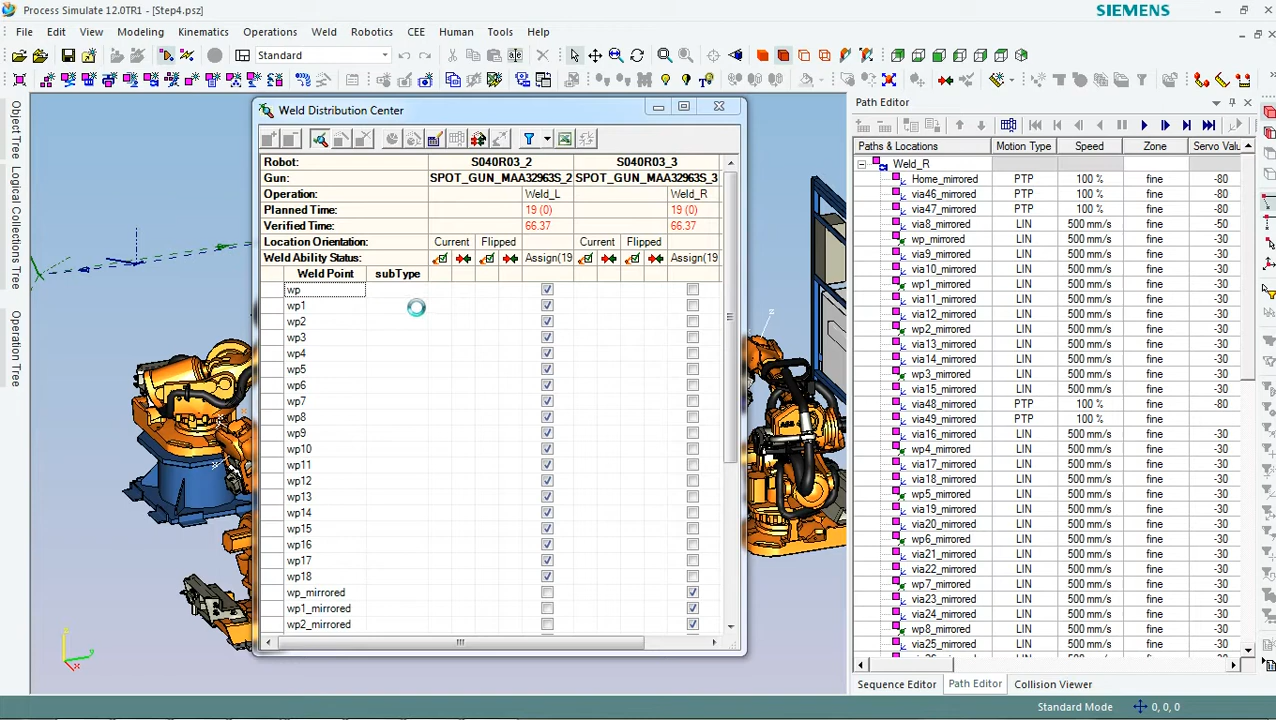 Process Simulate 12.0TR1 - [Step4.psz]
SIEMENS
File Edit View Modeling Kinematics Operations Weld Robotics CEE Human Tools Help
Standard
Object Tree
Logical Collections Tree
Operation Tree
Weld Distribution Center
Robot: S040R03_2 S040R03_3
Gun: SPOT_GUN_MAA32963S_2 SPOT_GUN_MAA32963S_3
Operation: Weld_L Weld_R
Planned Time: 19 (0) 19 (0)
Verified Time: 66.37 66.37
Location Orientation: Current Flipped Current Flipped
Weld Ability Status: Assign(19 Assign(19
Weld Point subType
wp
wp1
wp2
wp3
wp4
wp5
wp6
wp7
wp8
wp9
wp10
wp11
wp12
wp13
wp14
wp15
wp16
wp17
wp18
wp_mirrored
wp1_mirrored
wp2_mirrored
Path Editor
Paths & Locations Motion Type Speed Zone Servo Valu
Weld_R
Home_mirrored PTP 100 % fine -80
via46_mirrored PTP 100 % fine -80
via47_mirrored PTP 100 % fine -80
via8_mirrored LIN 500 mm/s fine -50
wp_mirrored LIN 500 mm/s fine -30
via9_mirrored LIN 500 mm/s fine -30
via10_mirrored LIN 500 mm/s fine -30
wp1_mirrored LIN 500 mm/s fine -30
via11_mirrored LIN 500 mm/s fine -30
via12_mirrored LIN 500 mm/s fine -30
wp2_mirrored LIN 500 mm/s fine -30
via13_mirrored LIN 500 mm/s fine -30
via14_mirrored LIN 500 mm/s fine -30
wp3_mirrored LIN 500 mm/s fine -30
via15_mirrored LIN 500 mm/s fine -30
via48_mirrored PTP 100 % fine -80
via49_mirrored PTP 100 % fine
via16_mirrored LIN 500 mm/s fine -30
wp4_mirrored LIN 500 mm/s fine -30
via17_mirrored LIN 500 mm/s fine -30
via18_mirrored LIN 500 mm/s fine -30
wp5_mirrored LIN 500 mm/s fine -30
via19_mirrored LIN 500 mm/s fine -30
via20_mirrored LIN 500 mm/s fine -30
wp6_mirrored LIN 500 mm/s fine -30
via21_mirrored LIN 500 mm/s fine -30
via22_mirrored LIN 500 mm/s fine -30
wp7_mirrored LIN 500 mm/s fine -30
via23_mirrored LIN 500 mm/s fine -30
via24_mirrored LIN 500 mm/s fine -30
wp8_mirrored LIN 500 mm/s fine -30
via25_mirrored LIN 500 mm/s fine -30
Sequence Editor Path Editor Collision Viewer
Standard Mode 0, 0, 0